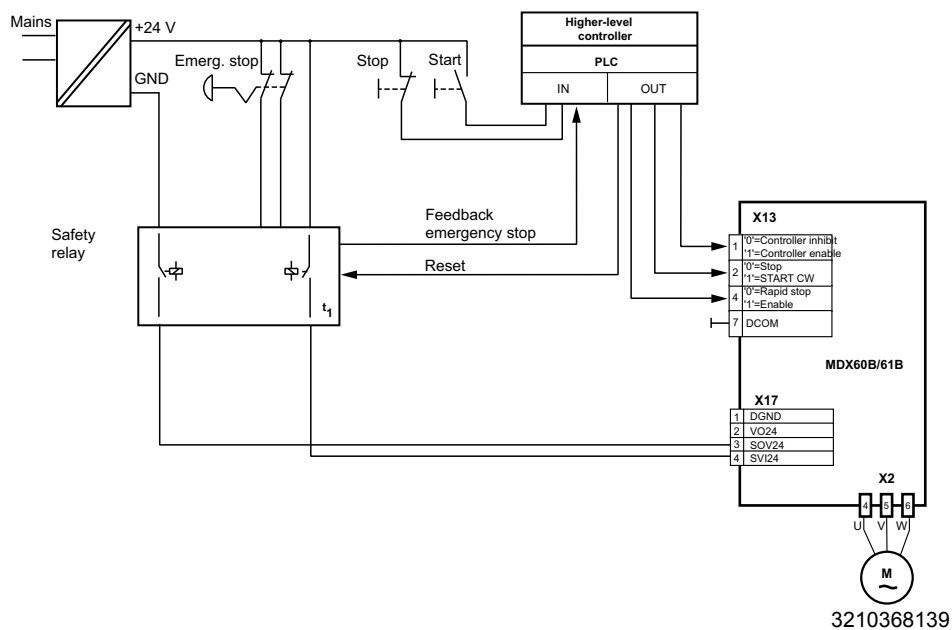 Mains
+24 V
GND
Emerg. stop
Stop
Start
Higher-level
controller
PLC
IN
OUT
Safety
relay
t1
Feedback
emergency stop
Reset
X13
1
'0'=Controller inhibit
'1'=Controller enable
2
'0'=Stop
'1'=START CW
4
'0'=Rapid stop
'1'=Enable
7 DCOM
MDX60B/61B
X17
1 DGND
2 VO24
3 SOV24
4 SVI24
X2
4 5 6
U V W
M
~
3210368139